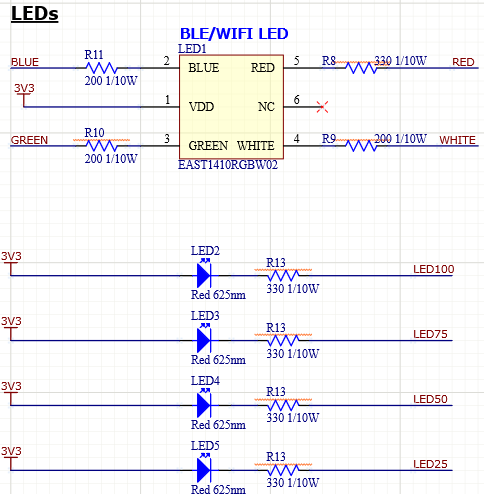 LEDs
BLE/WIFI LED
LED1
BLUE R11 200 1/10W 2 BLUE RED 5 R8 330 1/10W RED
3V3 1 VDD NC 6
GREEN R10 200 1/10W 3 GREEN WHITE 4 R9 200 1/10W WHITE
EAST1410RGBW02
3V3 LED2 R13 LED100
Red 625nm 330 1/10W
3V3 LED3 R13 LED75
Red 625nm 330 1/10W
3V3 LED4 R13 LED50
Red 625nm 330 1/10W
3V3 LED5 R13 LED25
Red 625nm 330 1/10W